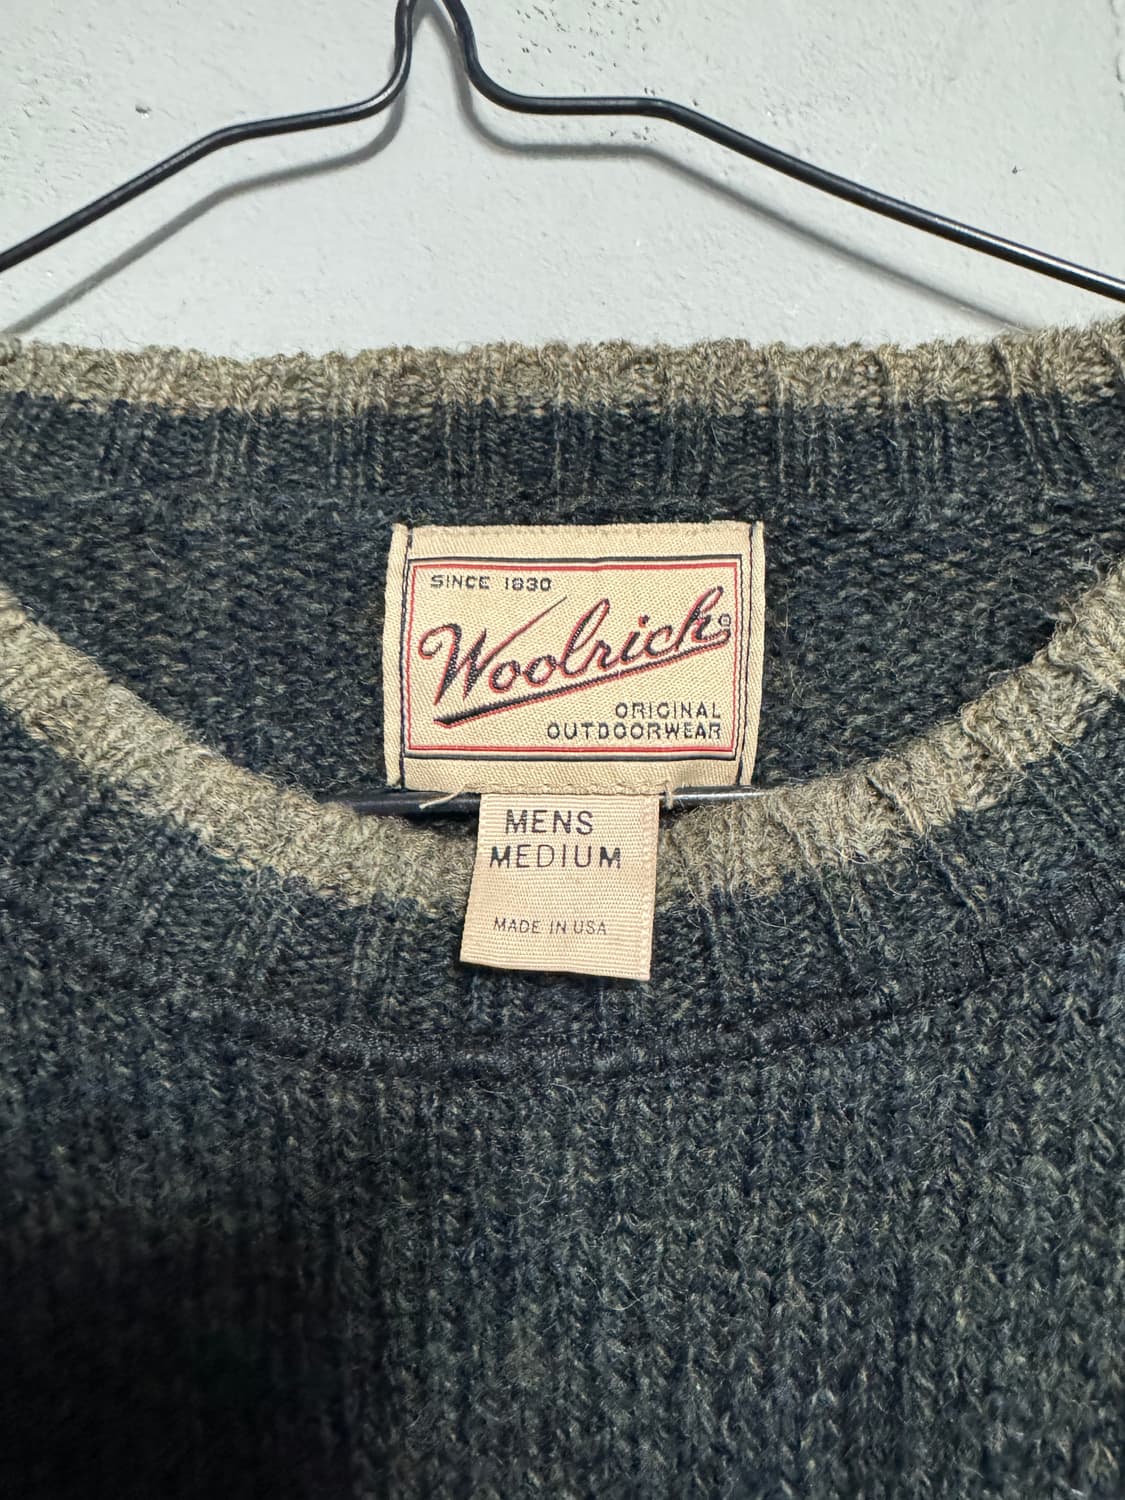 SINCE 1830
Woolrich®
ORIGINAL
OUTDOORWEAR
MENS
MEDIUM
MADE IN USA